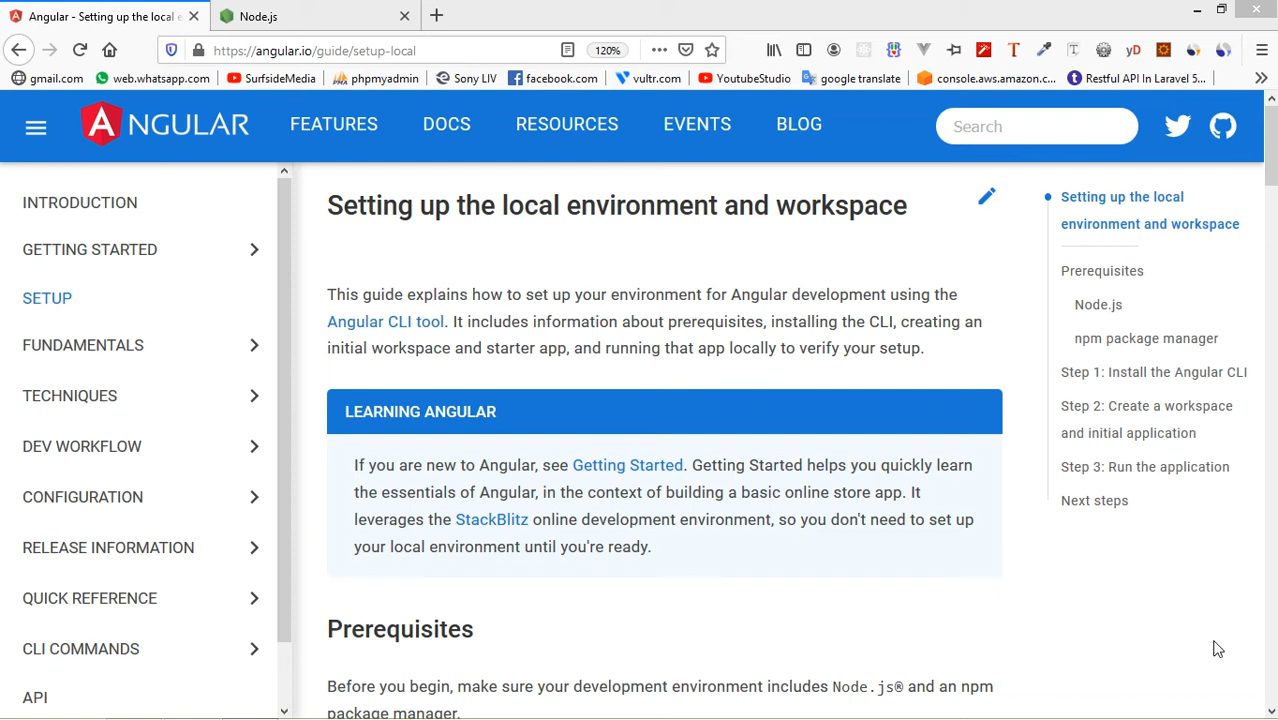 Angular - Setting up the local e
Node.js
https://angular.io/guide/setup-local
120%
T
T
yD
gmail.com
web.whatsapp.com
SurfsideMedia
phpmyadmin
Sony LIV
facebook.com
vultr.com
YoutubeStudio
google translate
console.aws.amazon.c...
Restful API In Laravel 5...
ANGULAR
FEATURES
DOCS
RESOURCES
EVENTS
BLOG
Search
INTRODUCTION
GETTING STARTED
SETUP
FUNDAMENTALS
TECHNIQUES
DEV WORKFLOW
CONFIGURATION
RELEASE INFORMATION
QUICK REFERENCE
CLI COMMANDS
API
Setting up the local environment and workspace
This guide explains how to set up your environment for Angular development using the
Angular CLI tool. It includes information about prerequisites, installing the CLI, creating an
initial workspace and starter app, and running that app locally to verify your setup.
LEARNING ANGULAR
If you are new to Angular, see Getting Started. Getting Started helps you quickly learn
the essentials of Angular, in the context of building a basic online store app. It
leverages the StackBlitz online development environment, so you don't need to set up
your local environment until you're ready.
Prerequisites
Before you begin, make sure your development environment includes Node.js® and an npm
package manager.
Setting up the local
environment and workspace
Prerequisites
Node.js
npm package manager
Step 1: Install the Angular CLI
Step 2: Create a workspace
and initial application
Step 3: Run the application
Next steps